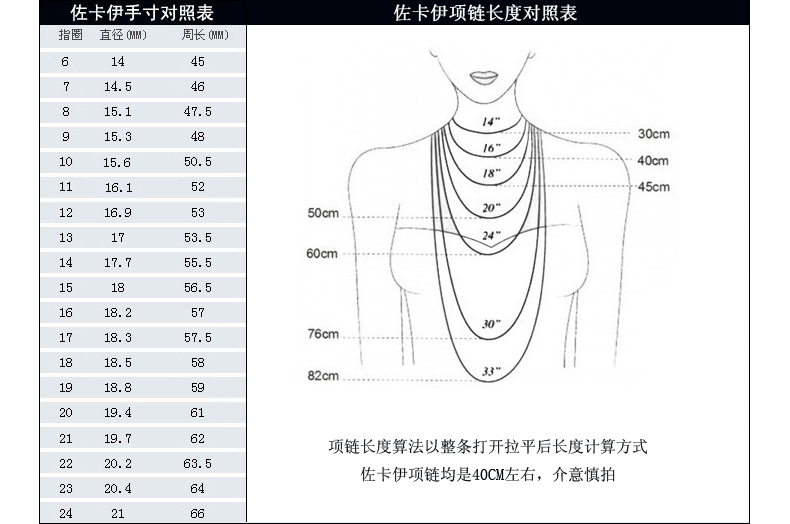 佐卡伊手寸对照表
指圈 直径(MM) 周长(MM)
6 14 45
7 14.5 46
8 15.1 47.5
9 15.3 48
10 15.6 50.5
11 16.1 52
12 16.9 53
13 17 53.5
14 17.7 55.5
15 18 56.5
16 18.2 57
17 18.3 57.5
18 18.5 58
19 18.8 59
20 19.4 61
21 19.7 62
22 20.2 63.5
23 20.4 64
24 21 66
佐卡伊项链长度对照表
14"
30cm
16"
40cm
18"
45cm
20"
50cm
24"
60cm
30"
76cm
33"
82cm
项链长度算法以整条打开拉平后长度计算方式
佐卡伊项链均是40CM左右，介意慎拍